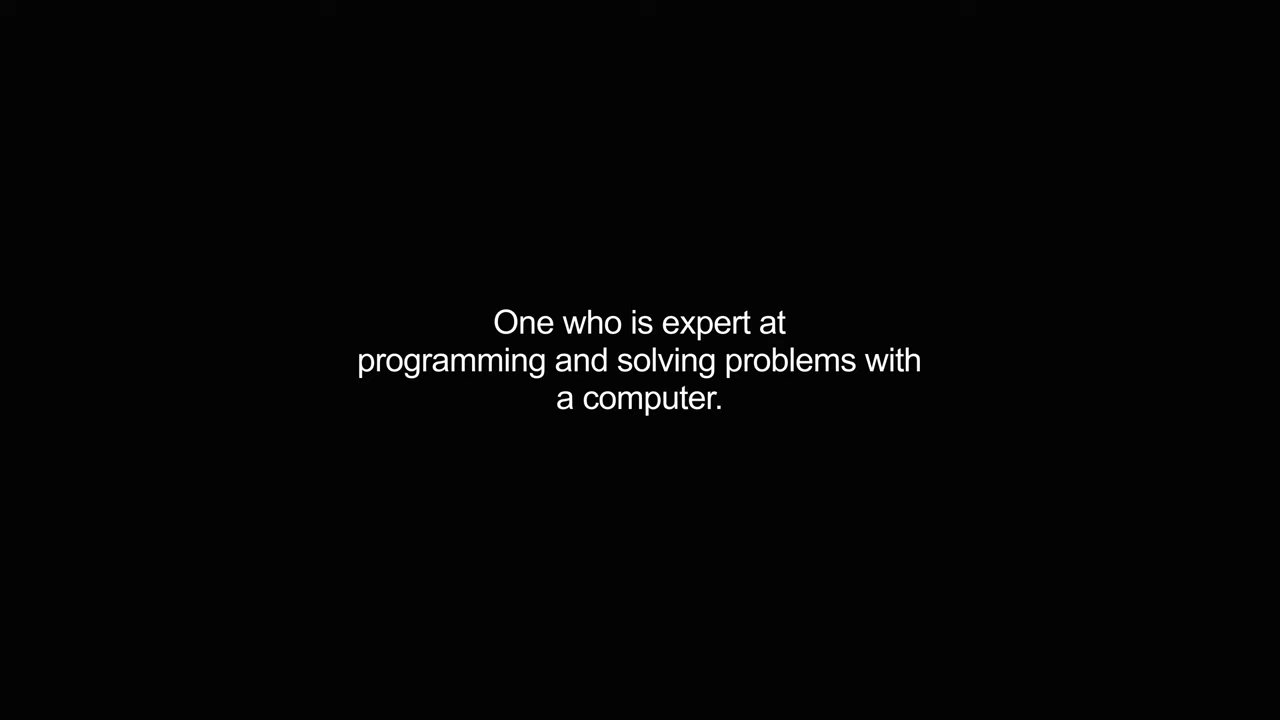 One who is expert at
programming and solving problems with
a computer.